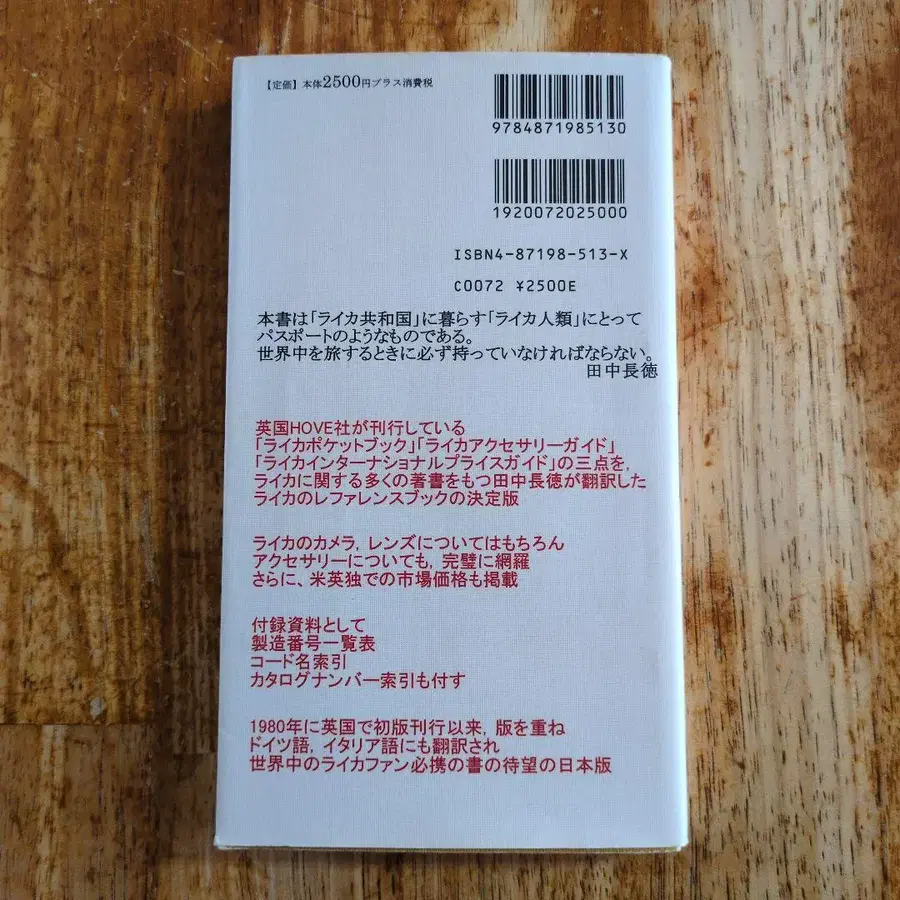 【定価】本体2500円プラス消費税
9784871985130
1920072025000
ISBN4-87198-513-X
C0072 ¥2500E
本書は「ライカ共和国」に暮らす「ライカ人類」にとって
パスポートのようなものである。
世界中を旅するときに必ず持っていなければならない。
田中長徳
英国HOVE社が刊行している
「ライカポケットブック」「ライカアクセサリーガイド」
「ライカインターナショナルプライスガイド」の三点を,
ライカに関する多くの著書をもつ田中長徳が翻訳した
ライカのレファレンスブックの決定版
ライカのカメラ, レンズについてはもちろん
アクセサリーについても, 完璧に網羅
さらに、米英独での市場価格も掲載
付録資料として
製造番号一覧表
コード名索引
カタログナンバー索引も付す
1980年に英国で初版刊行以来, 版を重ね
ドイツ語, イタリア語にも翻訳され
世界中のライカファン必携の書の待望の日本版